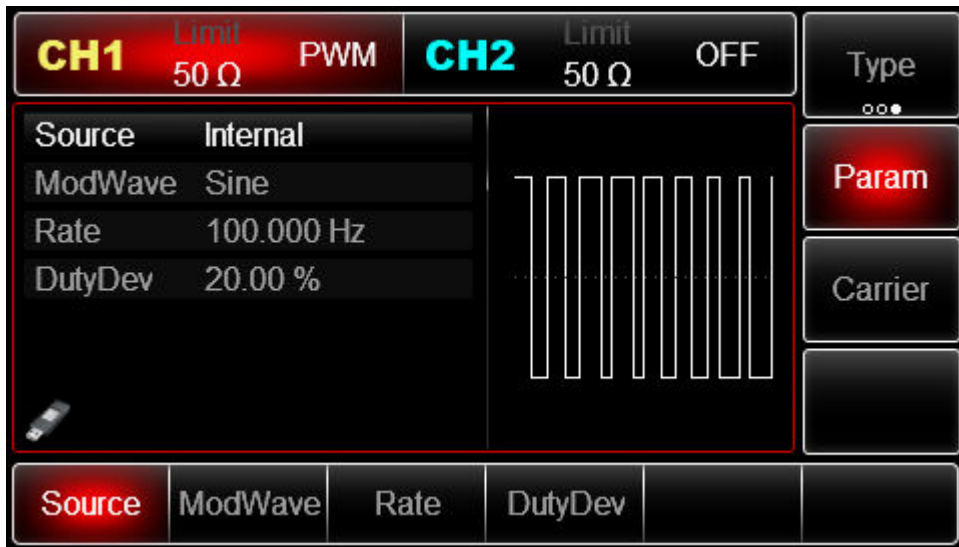 CH1 Limit 50 Ω PWM CH2 Limit 50 Ω OFF
Type
Source Internal
ModWave Sine
Rate 100.000 Hz
DutyDev 20.00 %
Param
Carrier
Source ModWave Rate DutyDev